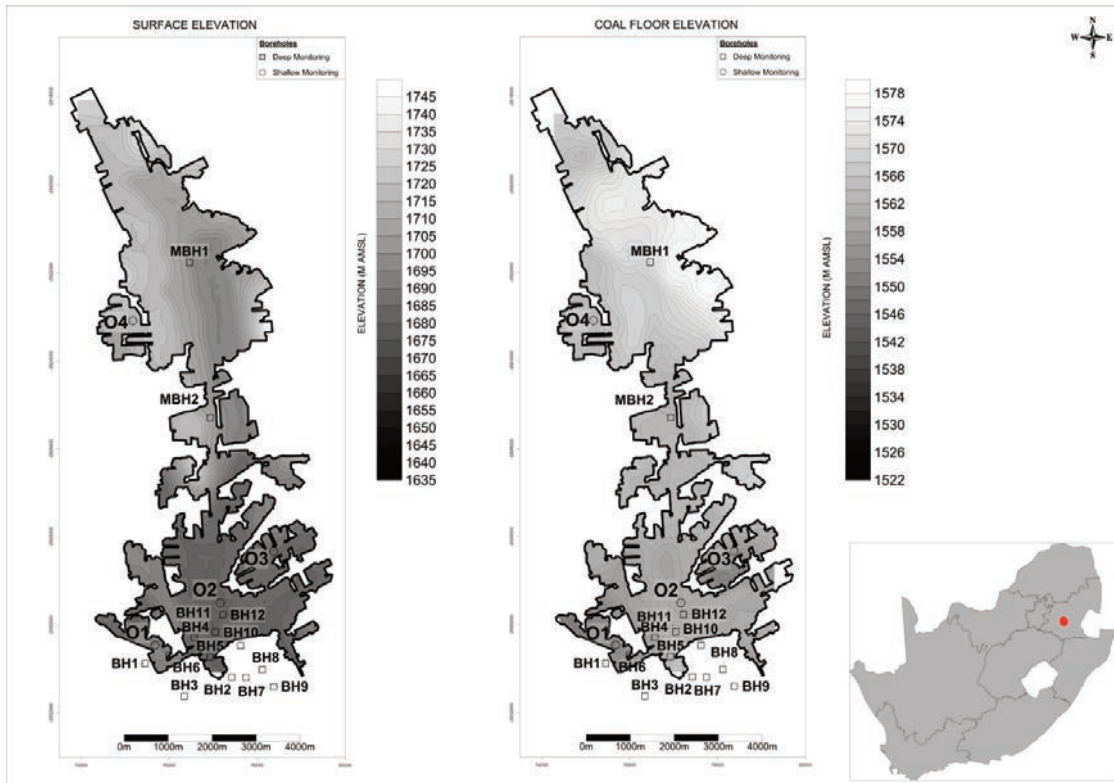 SURFACE ELEVATION
Boreholes
Deep Monitoring
Shallow Monitoring
MBH1
O4
MBH2
O3
O2
BH11
BH12
BH4
BH10
O1
BH5
BH1
BH6
BH8
BH3
BH2
BH7
BH9
0m
1000m
2000m
3000m
4000m
ELEVATION (M AMSL)
1745
1740
1735
1730
1725
1720
1715
1710
1705
1700
1695
1690
1685
1680
1675
1670
1665
1660
1655
1650
1645
1640
1635
COAL FLOOR ELEVATION
Boreholes
Deep Monitoring
Shallow Monitoring
MBH1
O4
MBH2
O3
O2
BH11
BH12
BH4
BH10
O1
BH5
BH1
BH6
BH8
BH3
BH2
BH7
BH9
0m
1000m
2000m
3000m
4000m
ELEVATION (M AMSL)
1578
1574
1570
1566
1562
1558
1554
1550
1546
1542
1538
1534
1530
1526
1522
N
W
E
S